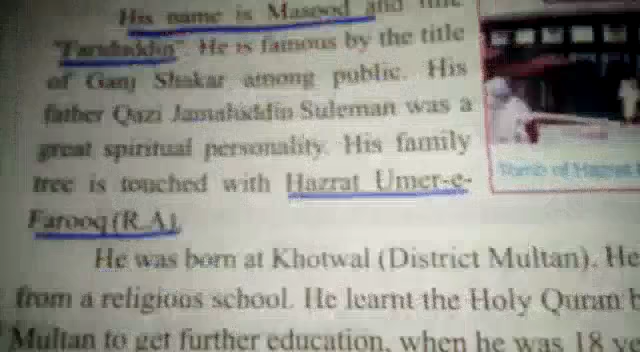 His name is Masood and title
"Fariduddin". He is famous by the title
of Ganj Shakar among public. His
father Qazi Jamaluddin Suleman was a
great spiritual personality. His family
tree is touched with Hazrat Umer-e-
Farooq (R.A).
Tomb of Hazrat
He was born at Khotwal (District Multan). He
from a religious school. He learnt the Holy Quran
Multan to get further education, when he was 18